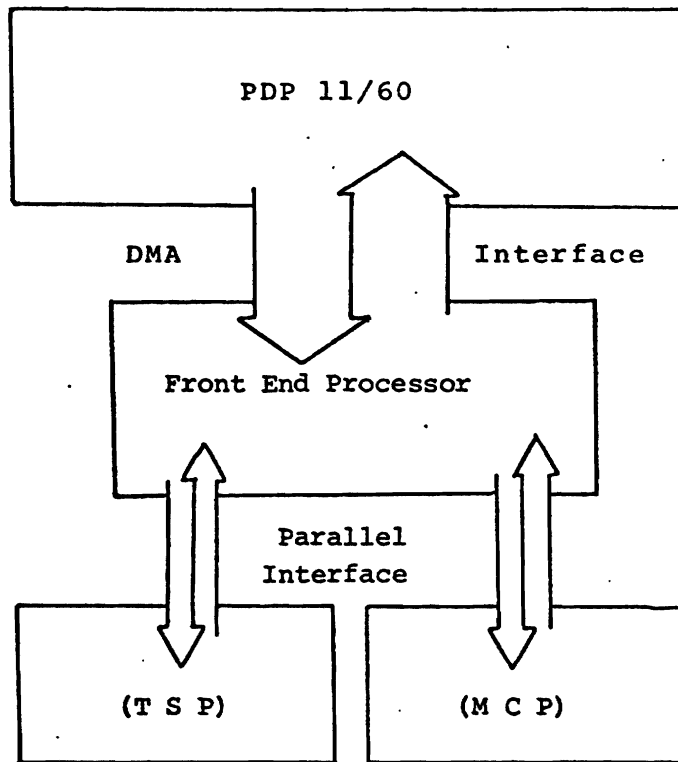 PDP 11/60
DMA Interface
Front End Processor
Parallel
Interface
(T S P) (M C P)